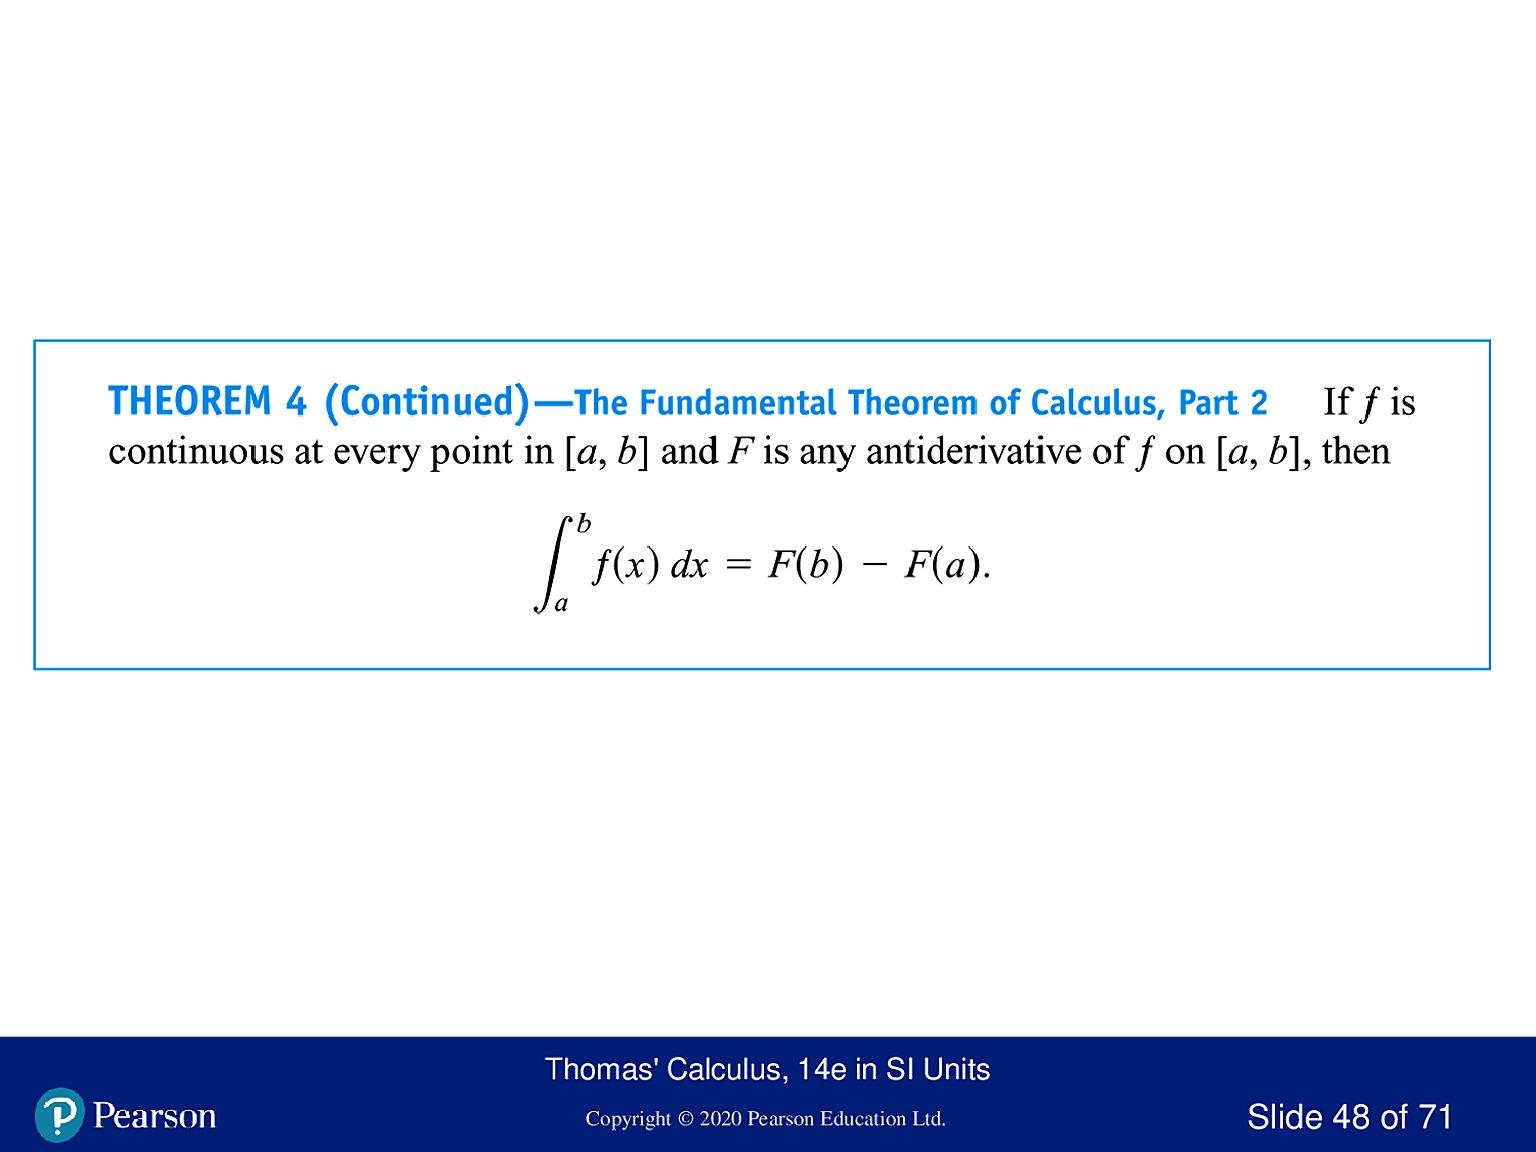 THEOREM 4 (Continued)—The Fundamental Theorem of Calculus, Part 2 If f is
continuous at every point in [a, b] and F is any antiderivative of f on [a, b], then
∫_a^b f(x) dx = F(b) − F(a).
Thomas' Calculus, 14e in SI Units
Pearson
Copyright © 2020 Pearson Education Ltd.
Slide 48 of 71